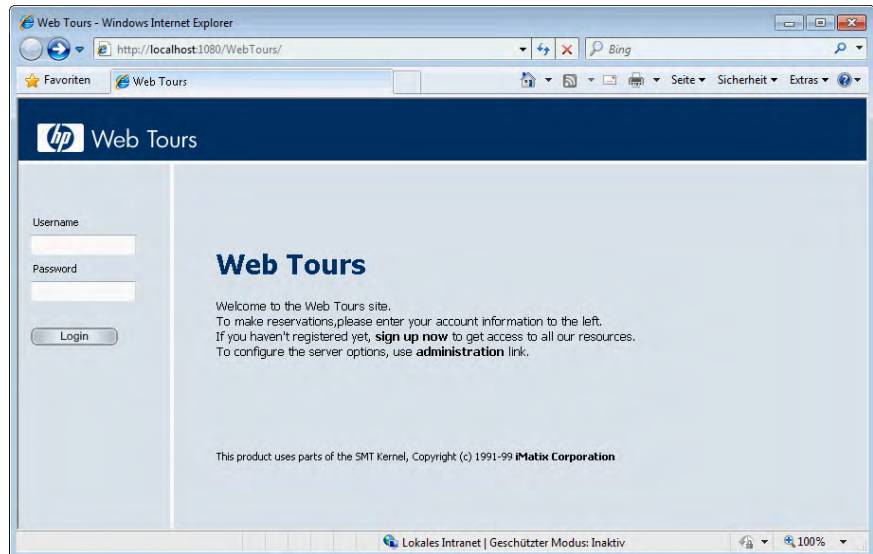 Web Tours - Windows Internet Explorer
http://localhost:1080/WebTours/
Bing
Favoriten
Web Tours
Seite
Sicherheit
Extras
hp Web Tours
Username
Password
Login
Web Tours
Welcome to the Web Tours site.
To make reservations,please enter your account information to the left.
If you haven't registered yet, sign up now to get access to all our resources.
To configure the server options, use administration link.
This product uses parts of the SMT Kernel, Copyright (c) 1991-99 iMatix Corporation
Lokales Intranet | Geschützter Modus: Inaktiv
100%